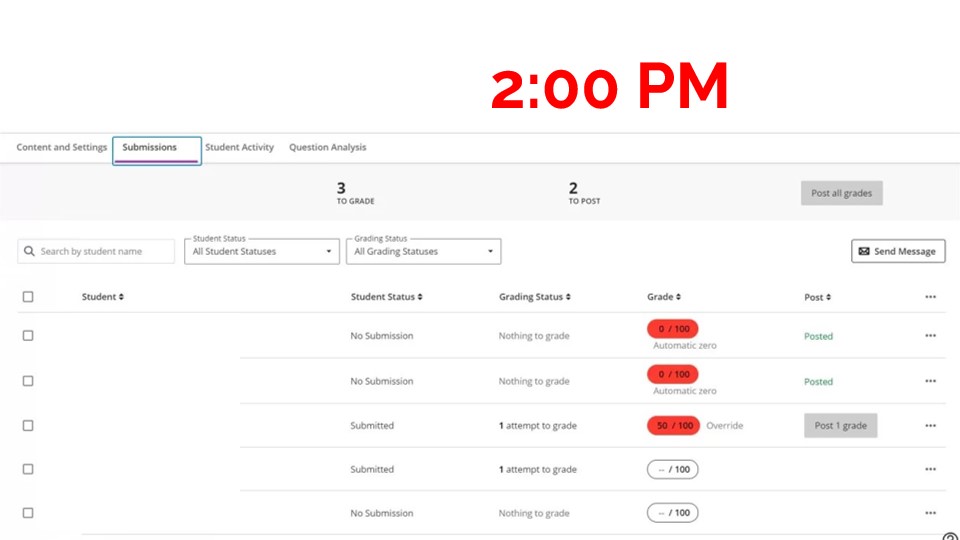 2:00 PM
Content and Settings Submissions Student Activity Question Analysis
3 2
TO GRADE TO POST Post all grades
Search by student name Student Status All Student Statuses Grading Status All Grading Statuses Send Message
Student Student Status Grading Status Grade Post
No Submission Nothing to grade 0 / 100 Posted
Automatic zero
No Submission Nothing to grade 0 / 100 Posted
Automatic zero
Submitted 1 attempt to grade 50 / 100 Override Post 1 grade
Submitted 1 attempt to grade -- / 100
No Submission Nothing to grade -- / 100